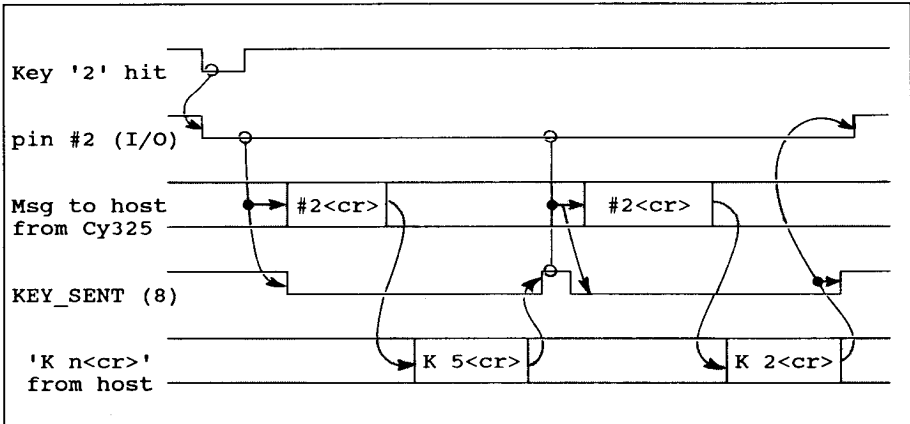 Key '2' hit
pin #2 (I/O)
Msg to host
from Cy325
#2<cr>
#2<cr>
KEY_SENT (8)
'K n<cr>'
from host
K 5<cr>
K 2<cr>